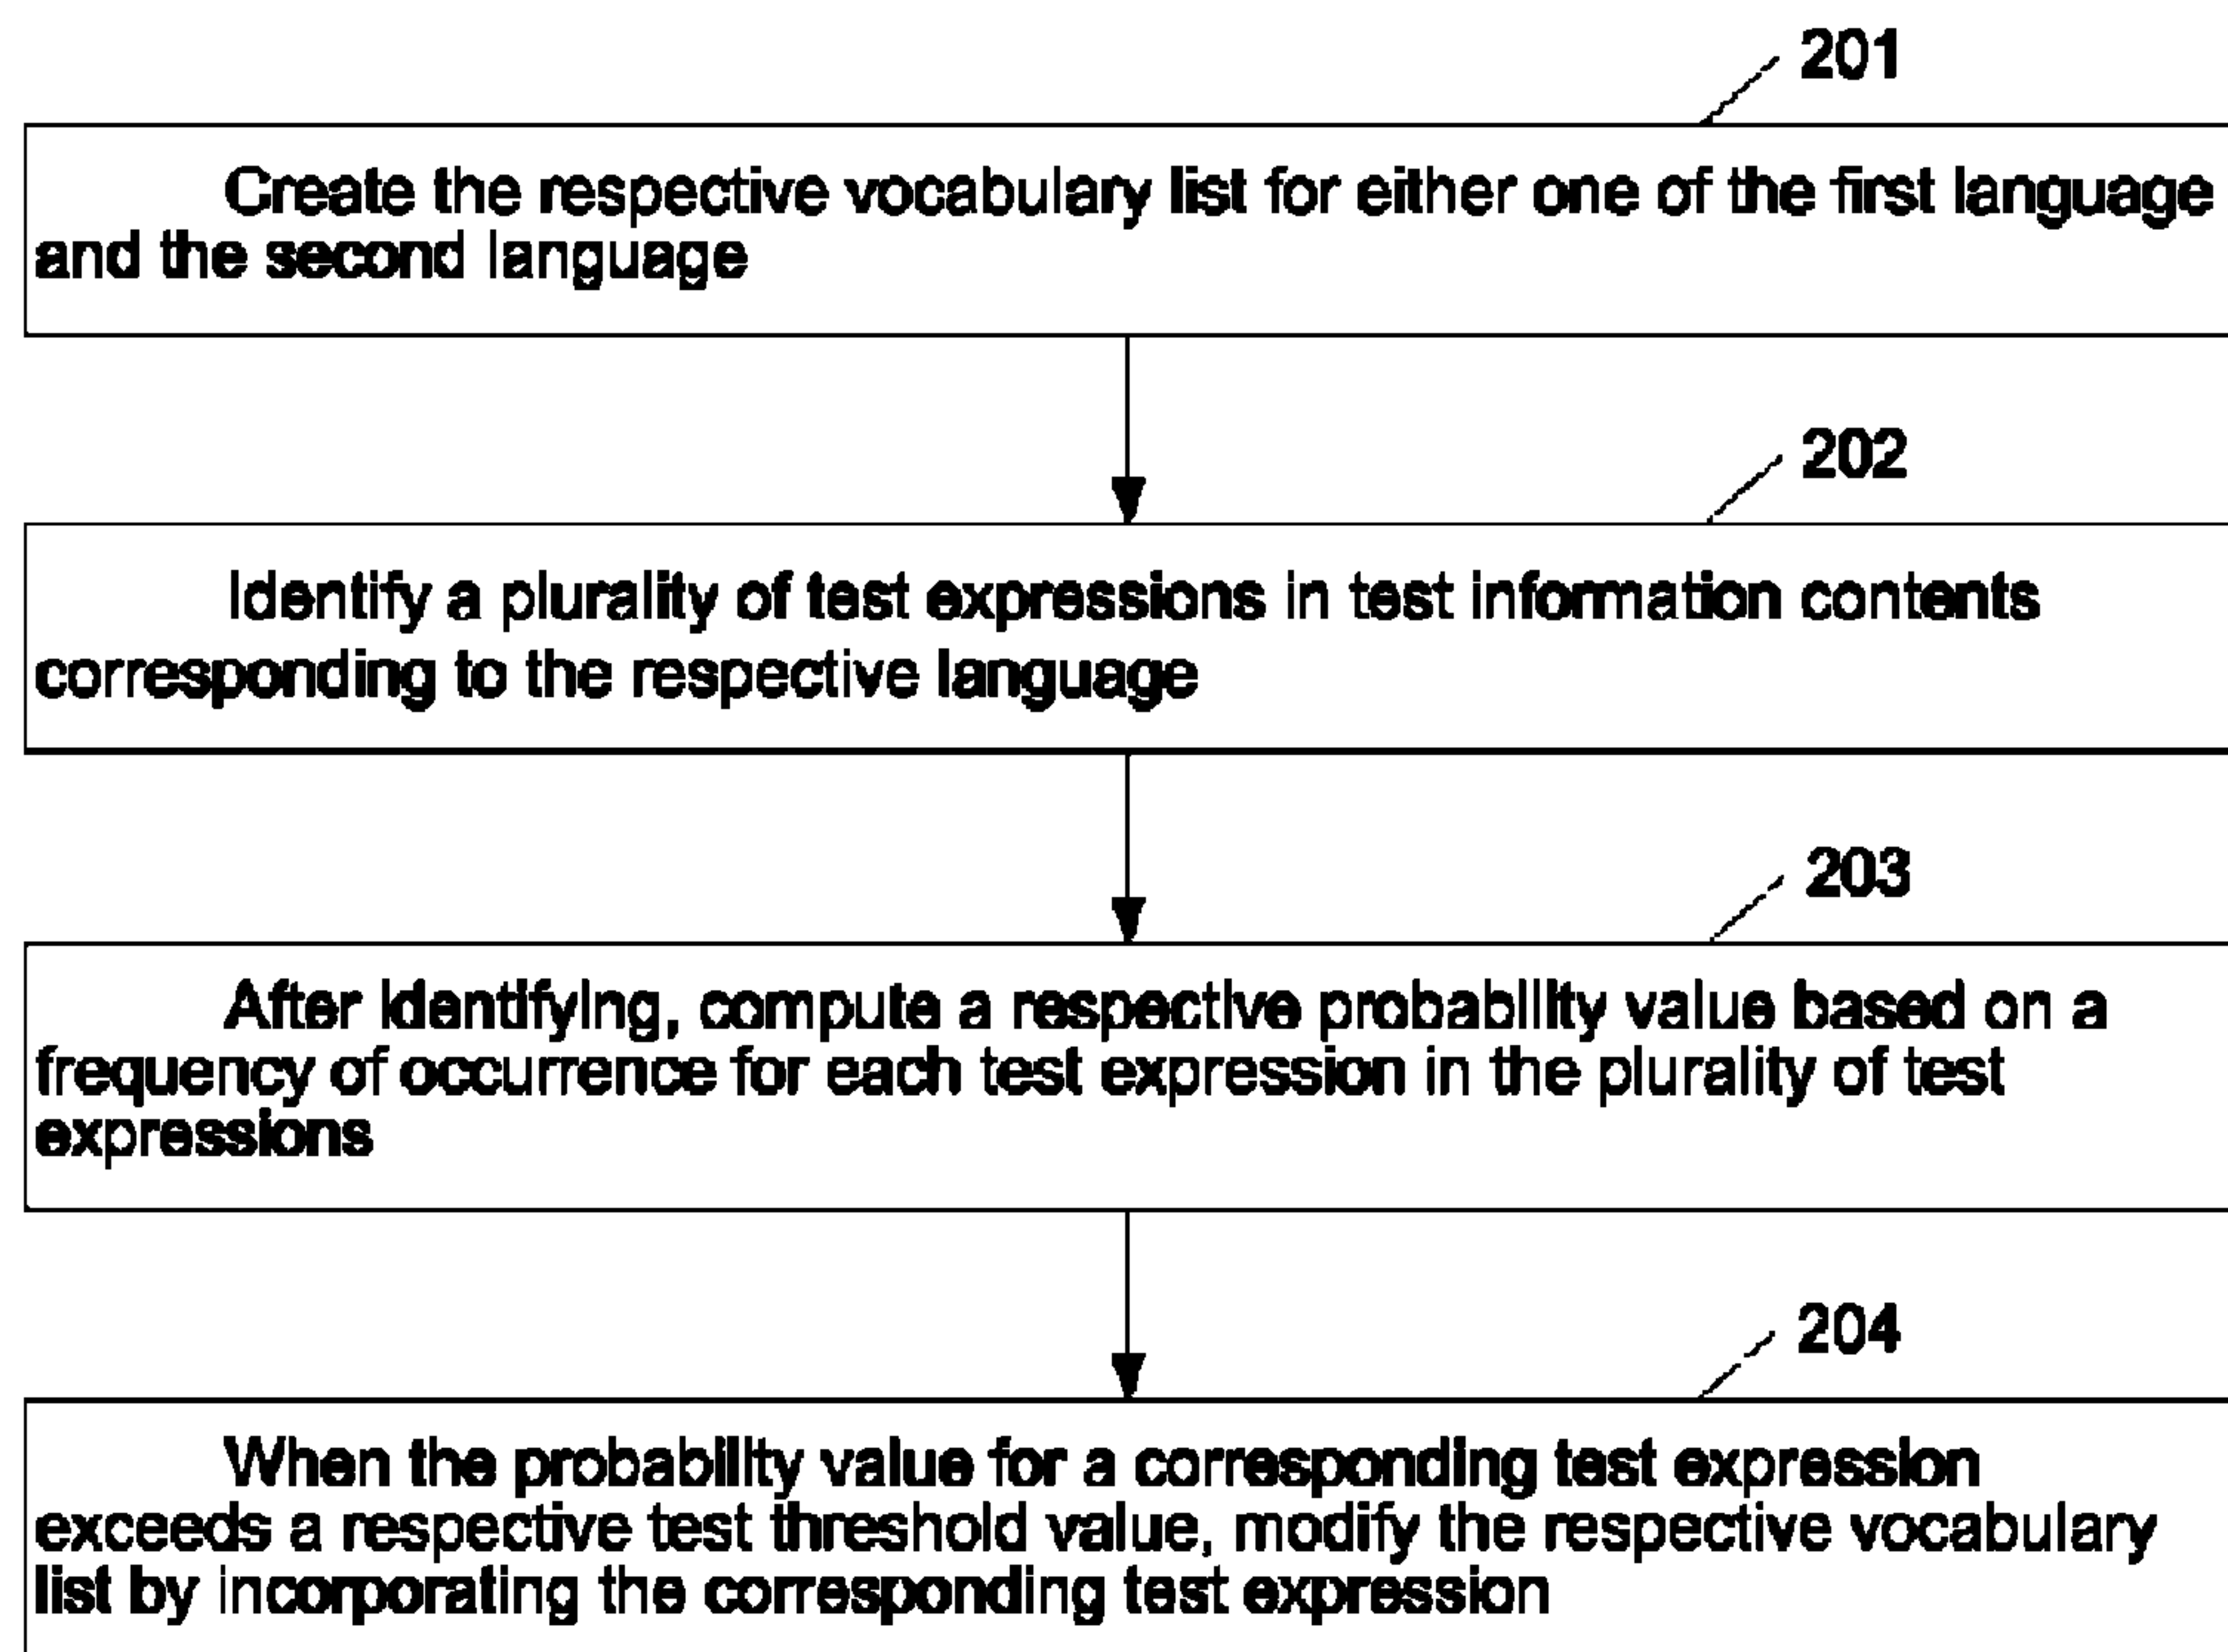 201
Create the respective vocabulary list for either one of the first language
and the second language
202
Identify a plurality of test expressions in test information contents
corresponding to the respective language
203
After identifying, compute a respective probability value based on a
frequency of occurrence for each test expression in the plurality of test
expressions
204
When the probability value for a corresponding test expression
exceeds a respective test threshold value, modify the respective vocabulary
list by incorporating the corresponding test expression